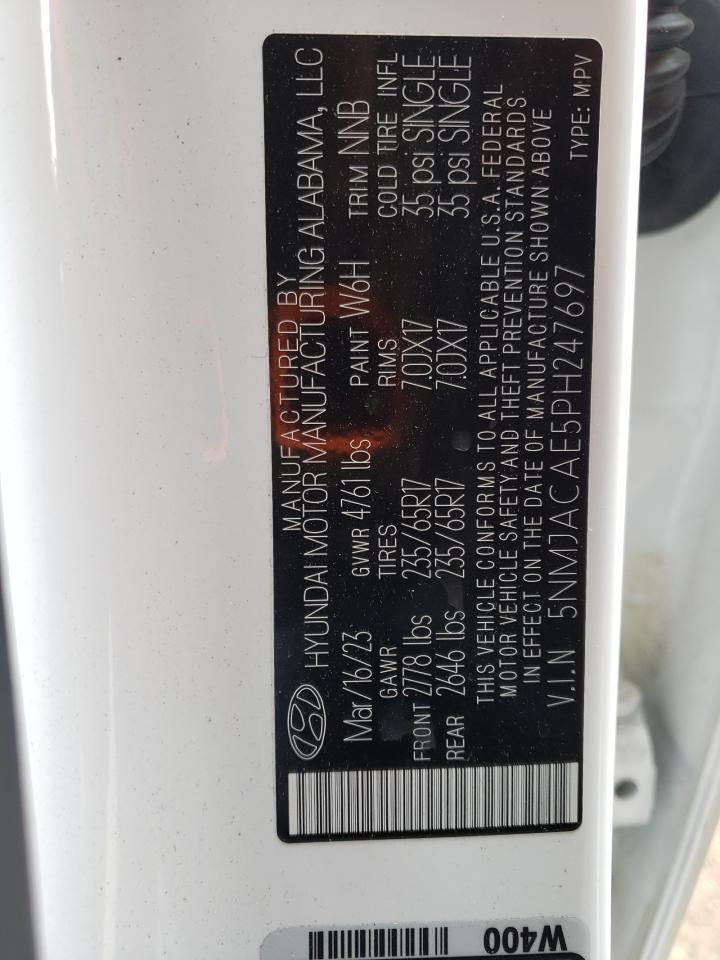 MANUFACTURED BY
HYUNDAI MOTOR MANUFACTURING ALABAMA, LLC
Mar/16/23 GVWR 4761 lbs PAINT W6H TRIM NNB
GAWR TIRES RIMS COLD TIRE INFL
FRONT 2778 lbs 235/65R17 7.0JX17 35 psi SINGLE
REAR 2646 lbs 235/65R17 7.0JX17 35 psi SINGLE
THIS VEHICLE CONFORMS TO ALL APPLICABLE U.S.A. FEDERAL
MOTOR VEHICLE SAFETY AND THEFT PREVENTION STANDARDS
IN EFFECT ON THE DATE OF MANUFACTURE SHOWN ABOVE
V.I.N 5NMJACAE5PH247697 TYPE: MPV
W400